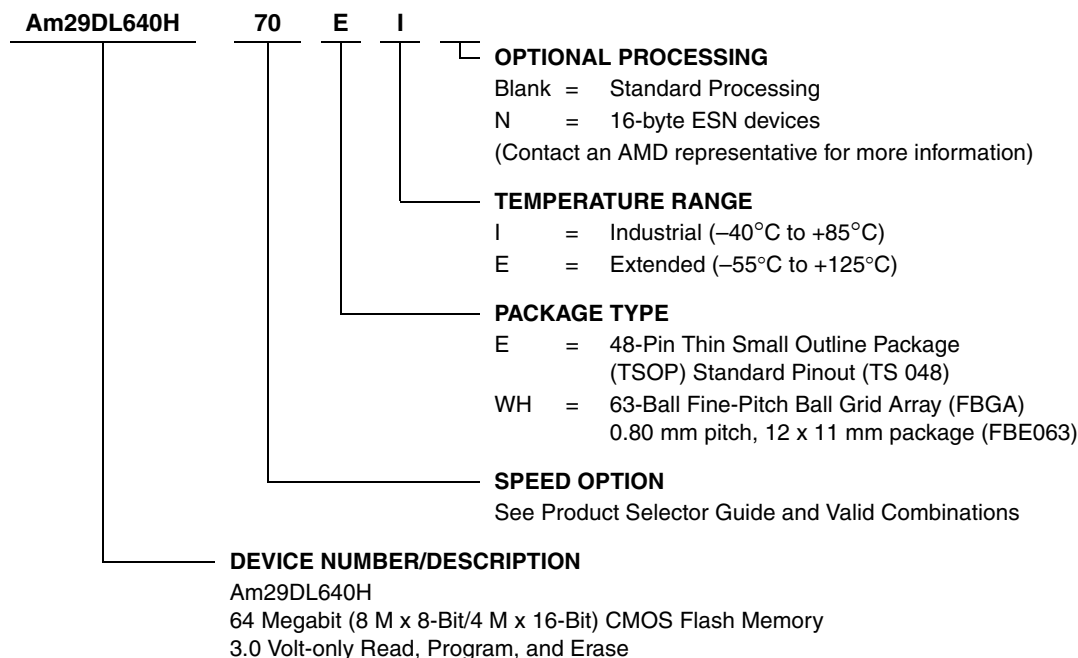 Am29DL640H 70 E I
OPTIONAL PROCESSING
Blank = Standard Processing
N = 16-byte ESN devices
(Contact an AMD representative for more information)
TEMPERATURE RANGE
I = Industrial (–40°C to +85°C)
E = Extended (–55°C to +125°C)
PACKAGE TYPE
E = 48-Pin Thin Small Outline Package
(TSOP) Standard Pinout (TS 048)
WH = 63-Ball Fine-Pitch Ball Grid Array (FBGA)
0.80 mm pitch, 12 x 11 mm package (FBE063)
SPEED OPTION
See Product Selector Guide and Valid Combinations
DEVICE NUMBER/DESCRIPTION
Am29DL640H
64 Megabit (8 M x 8-Bit/4 M x 16-Bit) CMOS Flash Memory
3.0 Volt-only Read, Program, and Erase